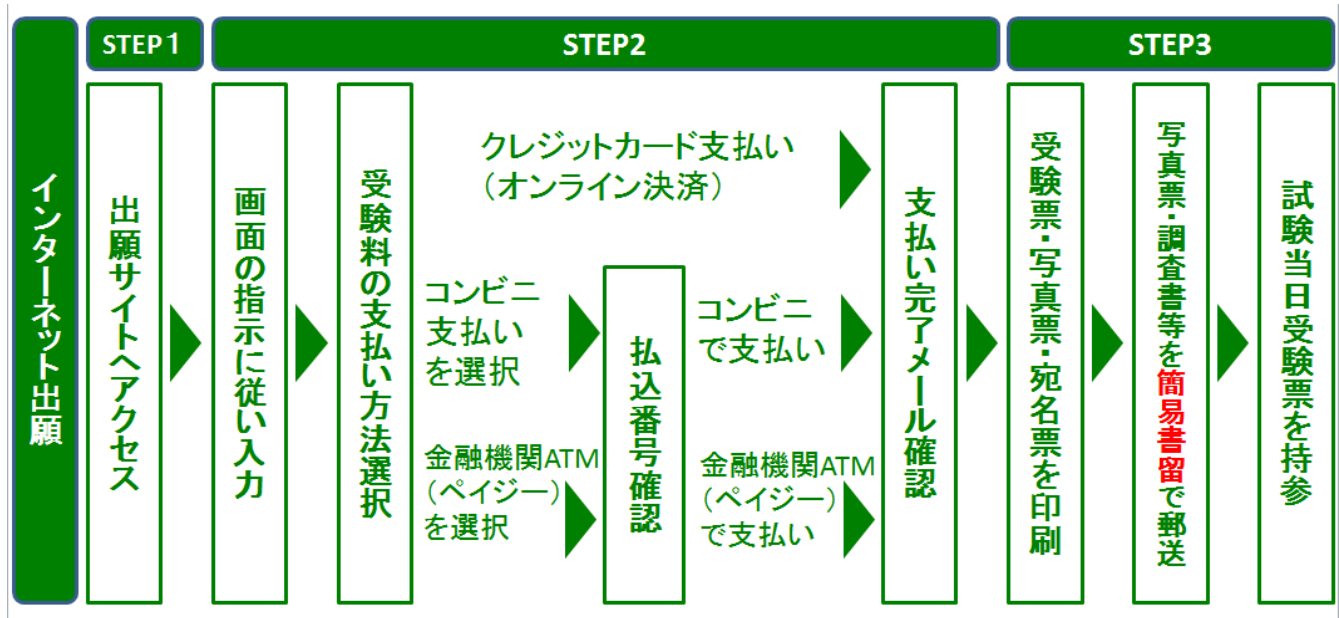 インターネット出願
STEP1
STEP2
STEP3
出願サイトへアクセス
画面の指示に従い入力
受験料の支払い方法選択
クレジットカード支払い
（オンライン決済）
コンビニ
支払い
を選択
金融機関ATM
（ペイジー）
を選択
払込番号確認
コンビニ
で支払い
金融機関ATM
（ペイジー）
で支払い
支払い完了メール確認
受験票・写真票・宛名票を印刷
写真票・調査書等を簡易書留で郵送
試験当日受験票を持参